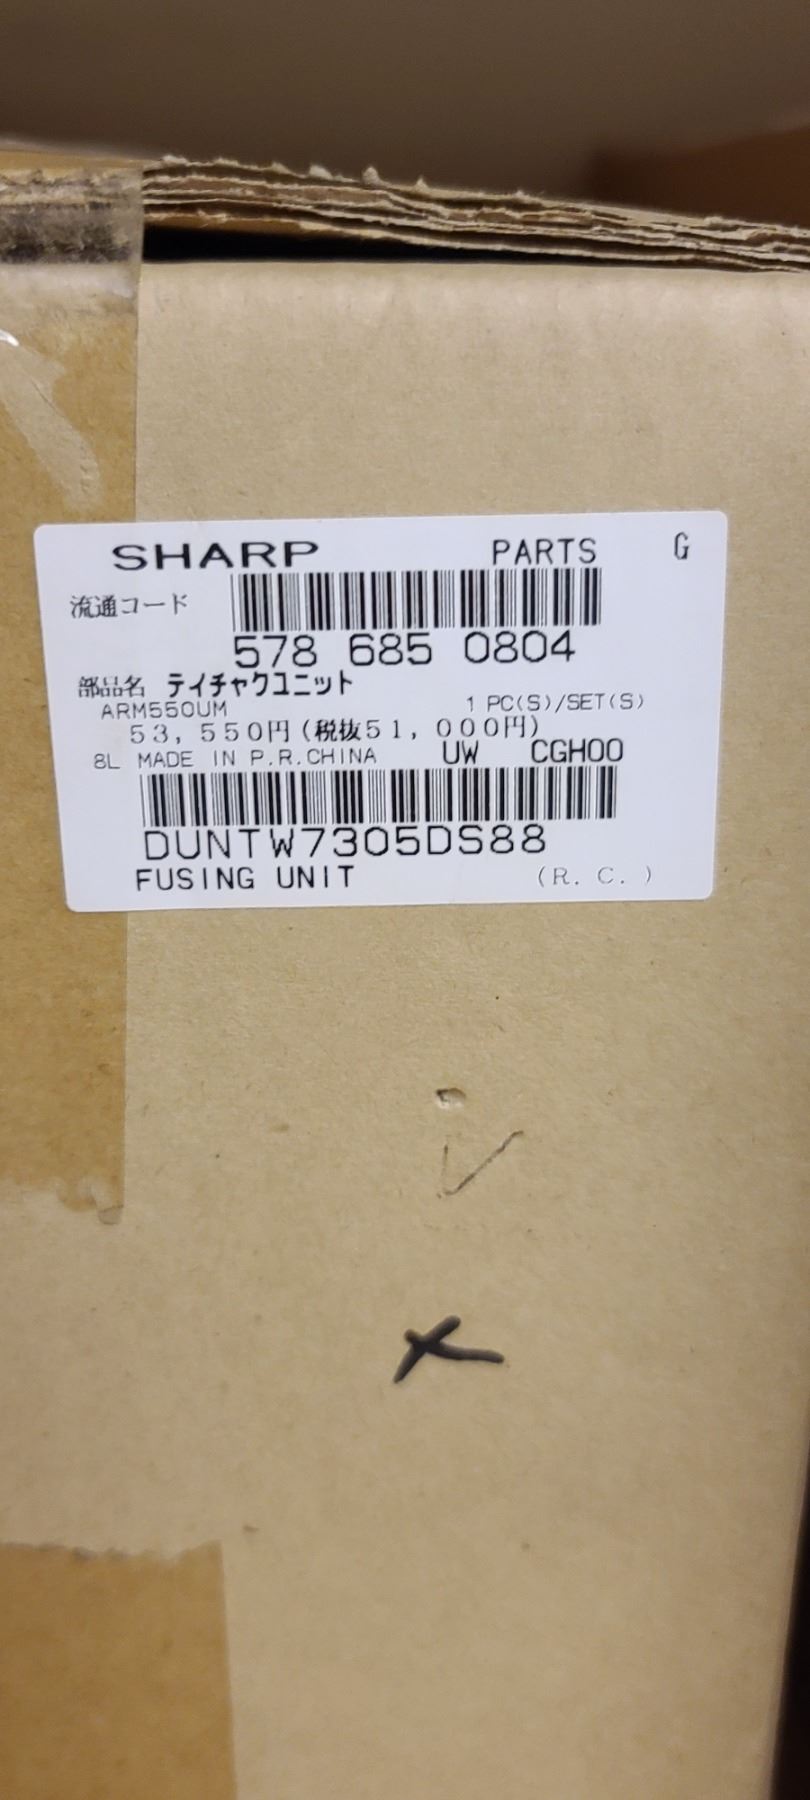 SHARP PARTS G
流通コード
578 685 0804
部品名 テイチャクユニット
ARM550UM 1 PC(S)/SET(S)
53,550円(税抜51,000円)
8L MADE IN P.R.CHINA UW CGH00
DUNTW7305DS88
FUSING UNIT (R. C. )